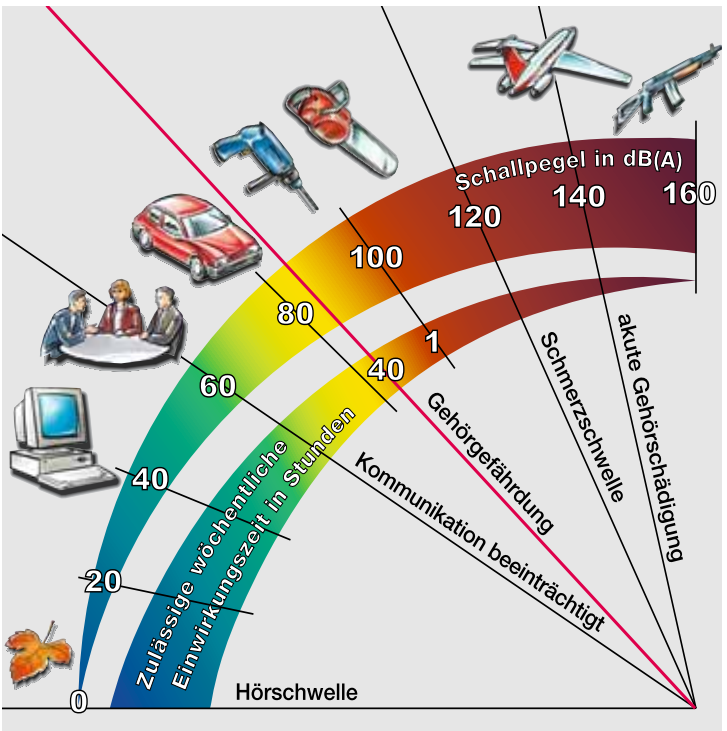 Schallpegel in dB(A)
0
20
40
60
80
100
120
140
160
Zulässige wöchentliche
Einwirkungszeit in Stunden
40
1
Hörschwelle
Kommunikation beeinträchtigt
Gehörgefährdung
Schmerzschwelle
akute Gehörschädigung